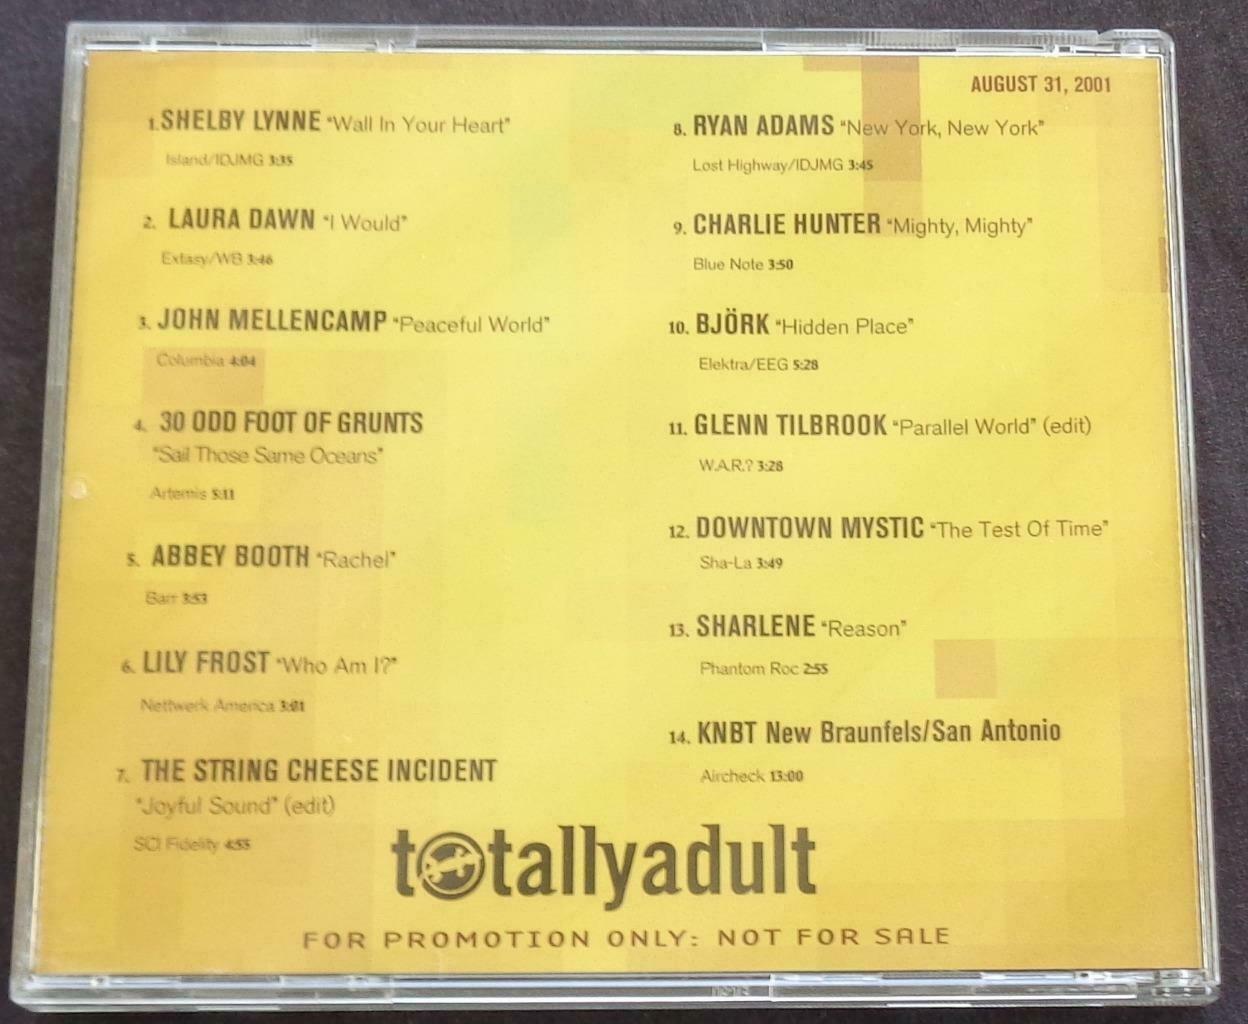 AUGUST 31, 2001
1. SHELBY LYNNE "Wall In Your Heart"
Island/IDJMG 3:35
2. LAURA DAWN "I Would"
Extasy/WB 3:46
3. JOHN MELLENCAMP "Peaceful World"
Columbia 4:04
4. 30 ODD FOOT OF GRUNTS
"Sail Those Same Oceans"
Artemis 5:11
5. ABBEY BOOTH "Rachel"
Barr 3:53
6. LILY FROST "Who Am I?"
Nettwerk America 3:01
7. THE STRING CHEESE INCIDENT
"Joyful Sound" (edit)
SCI Fidelity 4:55
8. RYAN ADAMS "New York, New York"
Lost Highway/IDJMG 3:45
9. CHARLIE HUNTER "Mighty, Mighty"
Blue Note 3:50
10. BJÖRK "Hidden Place"
Elektra/EEG 5:28
11. GLENN TILBROOK "Parallel World" (edit)
W.A.R.? 3:28
12. DOWNTOWN MYSTIC "The Test Of Time"
Sha-La 3:49
13. SHARLENE "Reason"
Phantom Roc 2:55
14. KNBT New Braunfels/San Antonio
Aircheck 13:00
totallyadult
FOR PROMOTION ONLY: NOT FOR SALE